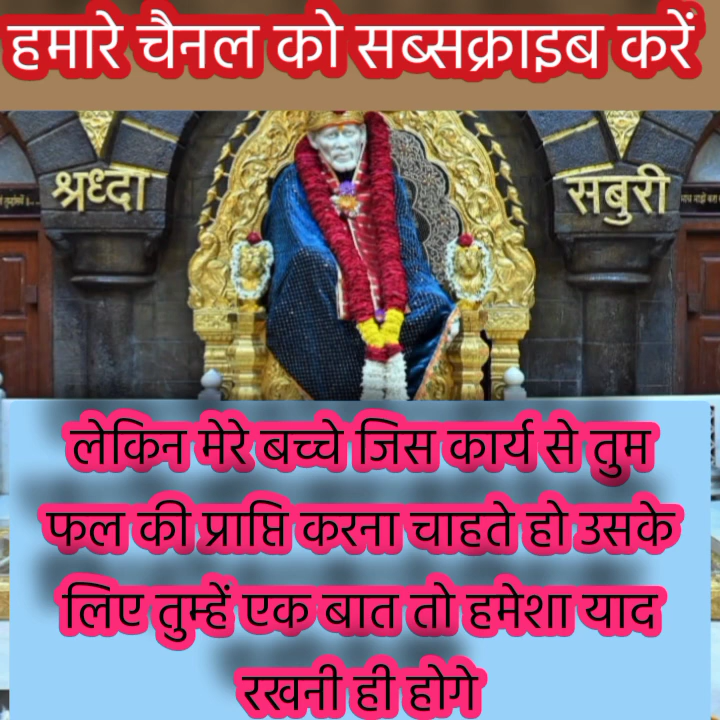 हमारे चैनल को सब्सक्राइब करें
श्रध्दा
सबुरी
लेकिन मेरे बच्चे जिस कार्य से तुम
फल की प्राप्ति करना चाहते हो उसके
लिए तुम्हें एक बात तो हमेशा याद
रखनी ही होगे